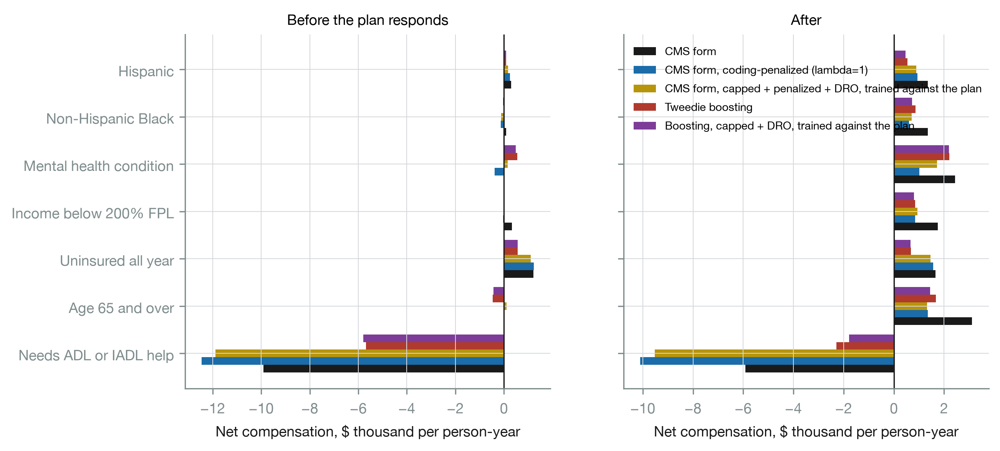 Before the plan responds
After
CMS form
CMS form, coding-penalized (lambda=1)
CMS form, capped + penalized + DRO, trained against the plan
Tweedie boosting
Boosting, capped + DRO, trained against the plan
Hispanic
Non-Hispanic Black
Mental health condition
Income below 200% FPL
Uninsured all year
Age 65 and over
Needs ADL or IADL help
−12 −10 −8 −6 −4 −2 0
−10 −8 −6 −4 −2 0 2
Net compensation, $ thousand per person-year
Net compensation, $ thousand per person-year